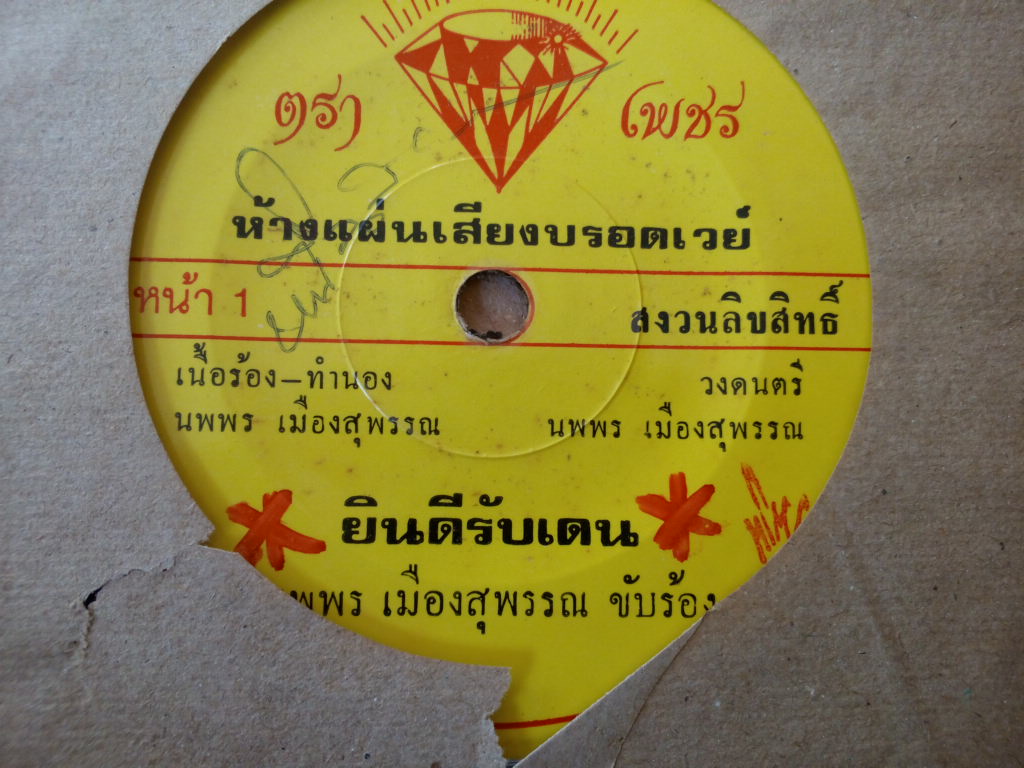 ตรา เพชร
ห้างแผ่นเสียงบรอดเวย์
หน้า 1 สงวนลิขสิทธิ์
เนื้อร้อง–ทำนอง วงดนตรี
นพพร เมืองสุพรรณ นพพร เมืองสุพรรณ
ยินดีรับเดน
เมืองสุพรรณ ขับร้อง